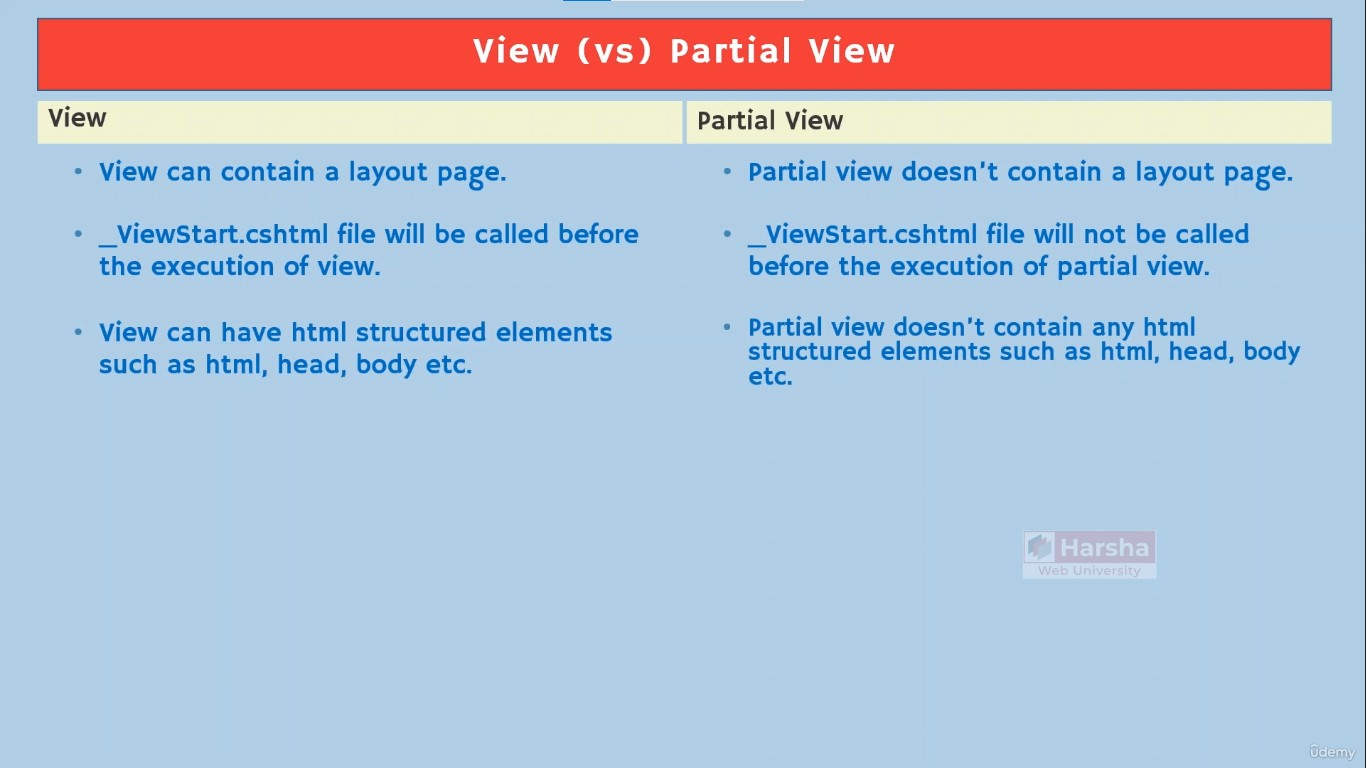 View (vs) Partial View
View
Partial View
• View can contain a layout page.
• _ViewStart.cshtml file will be called before
the execution of view.
• View can have html structured elements
such as html, head, body etc.
• Partial view doesn't contain a layout page.
• _ViewStart.cshtml file will not be called
before the execution of partial view.
• Partial view doesn't contain any html
structured elements such as html, head, body
etc.
Harsha
Web University
ûdemy